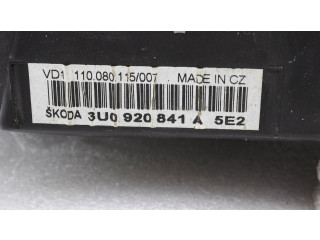 VD1 110.080.115/007 MADE IN CZ
ŠKODA 3U0 920 841 A 5E2